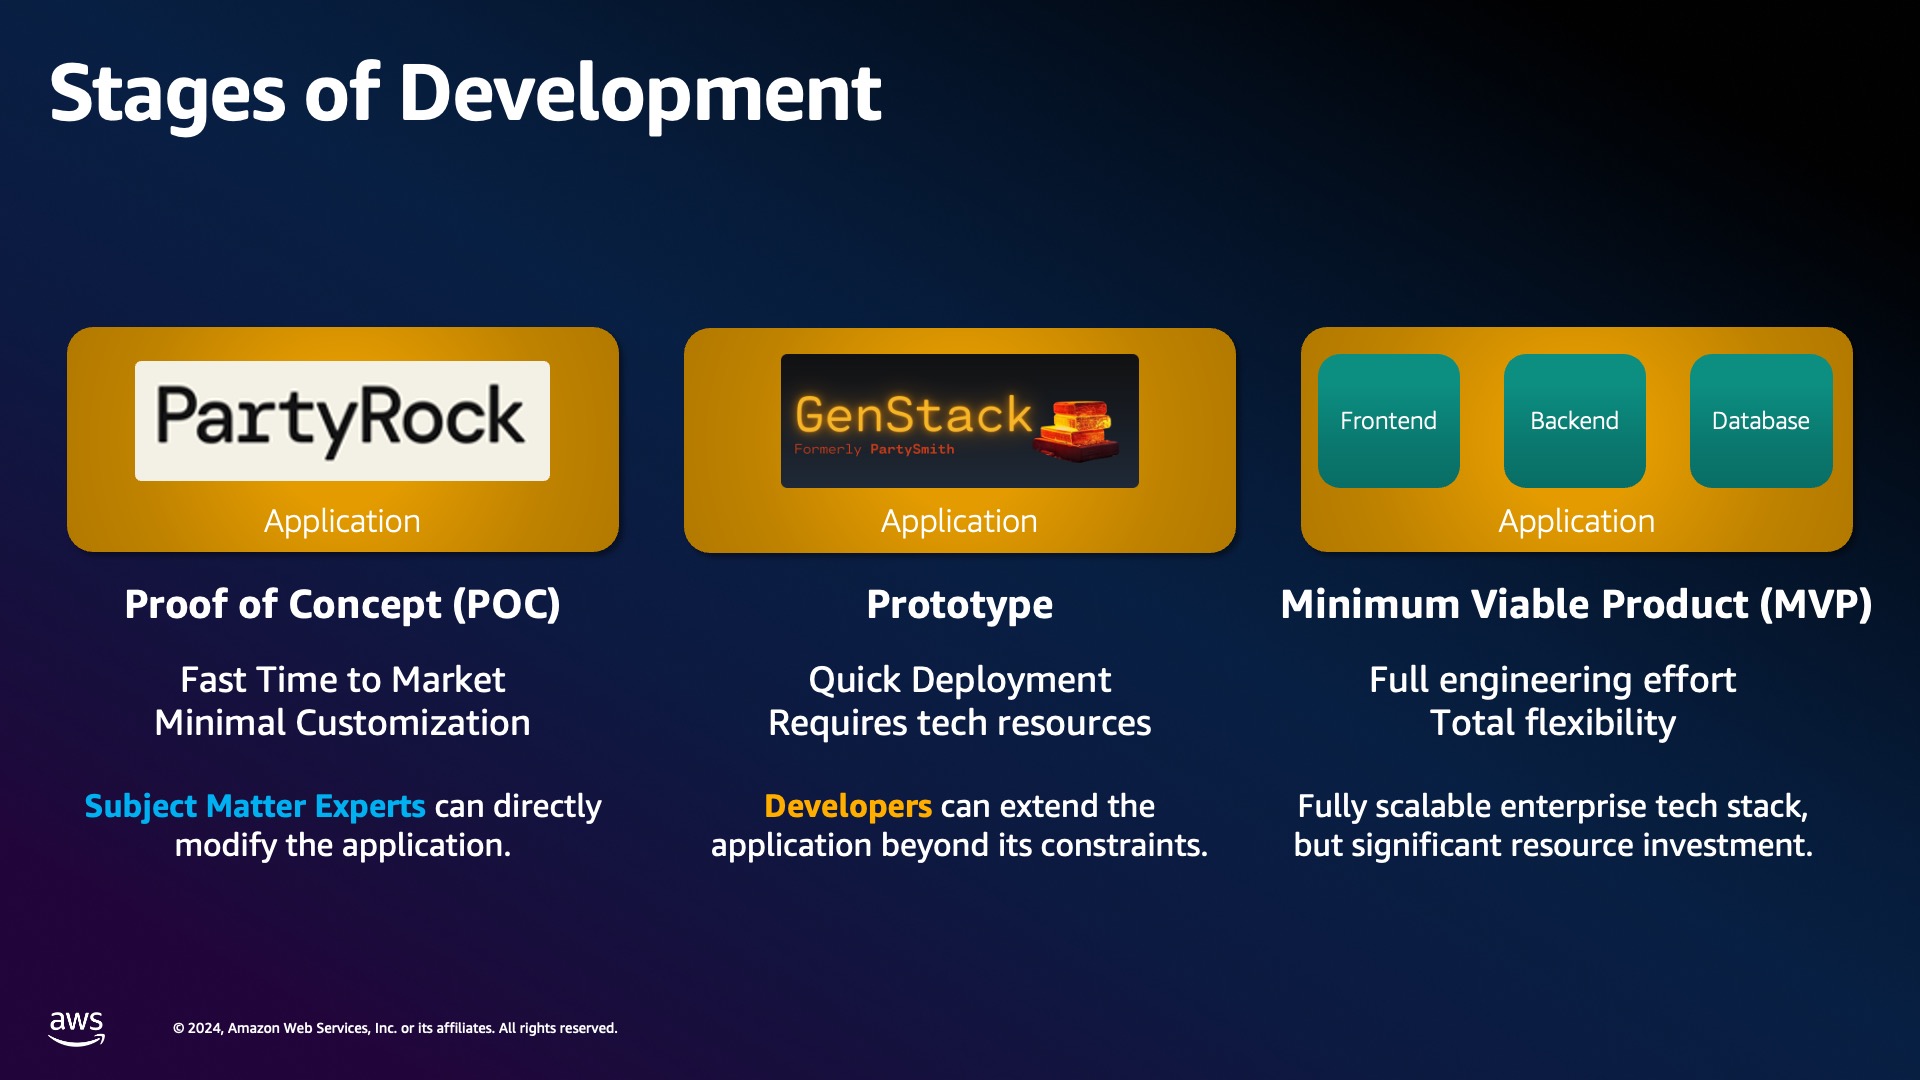 Stages of Development
PartyRock
Application
GenStack
Formerly PartySmith
Application
Frontend
Backend
Database
Application
Proof of Concept (POC)
Fast Time to Market
Minimal Customization
Subject Matter Experts can directly
modify the application.
Prototype
Quick Deployment
Requires tech resources
Developers can extend the
application beyond its constraints.
Minimum Viable Product (MVP)
Full engineering effort
Total flexibility
Fully scalable enterprise tech stack,
but significant resource investment.
aws
© 2024, Amazon Web Services, Inc. or its affiliates. All rights reserved.